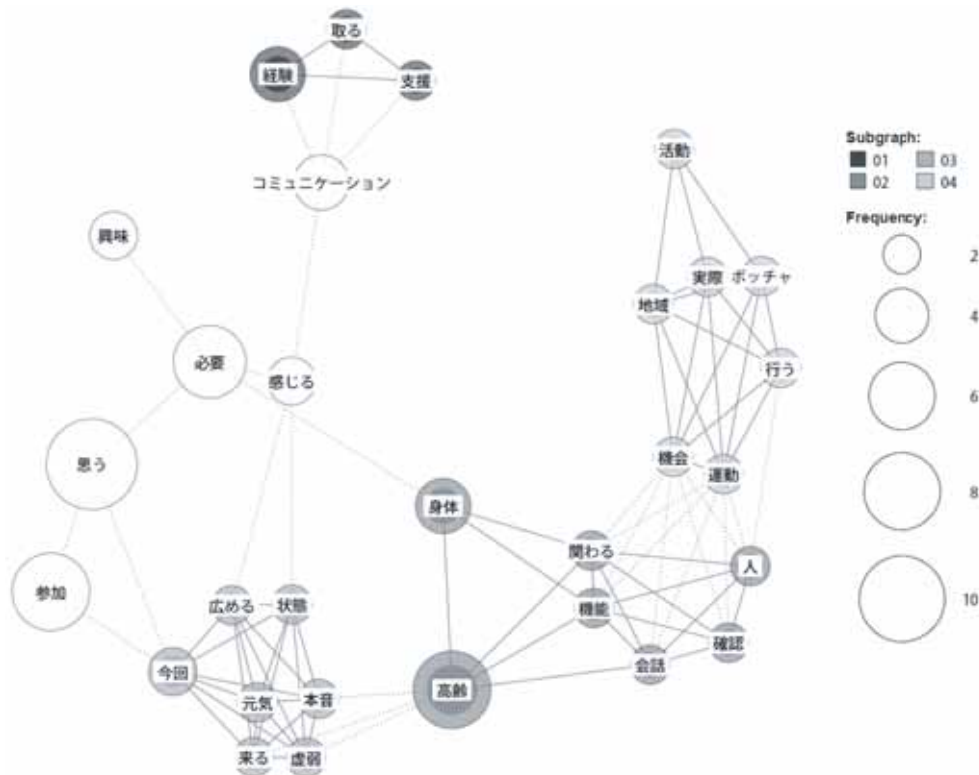 取る
経験
支援
コミュニケーション
興味
必要
感じる
思う
参加
活動
実際
ボッチャ
地域
行う
機会
運動
身体
関わる
人
機能
確認
会話
高齢
広める
状態
今回
元気
本音
来る
虚弱
Subgraph:
01 03
02 04
Frequency:
2
4
6
8
10